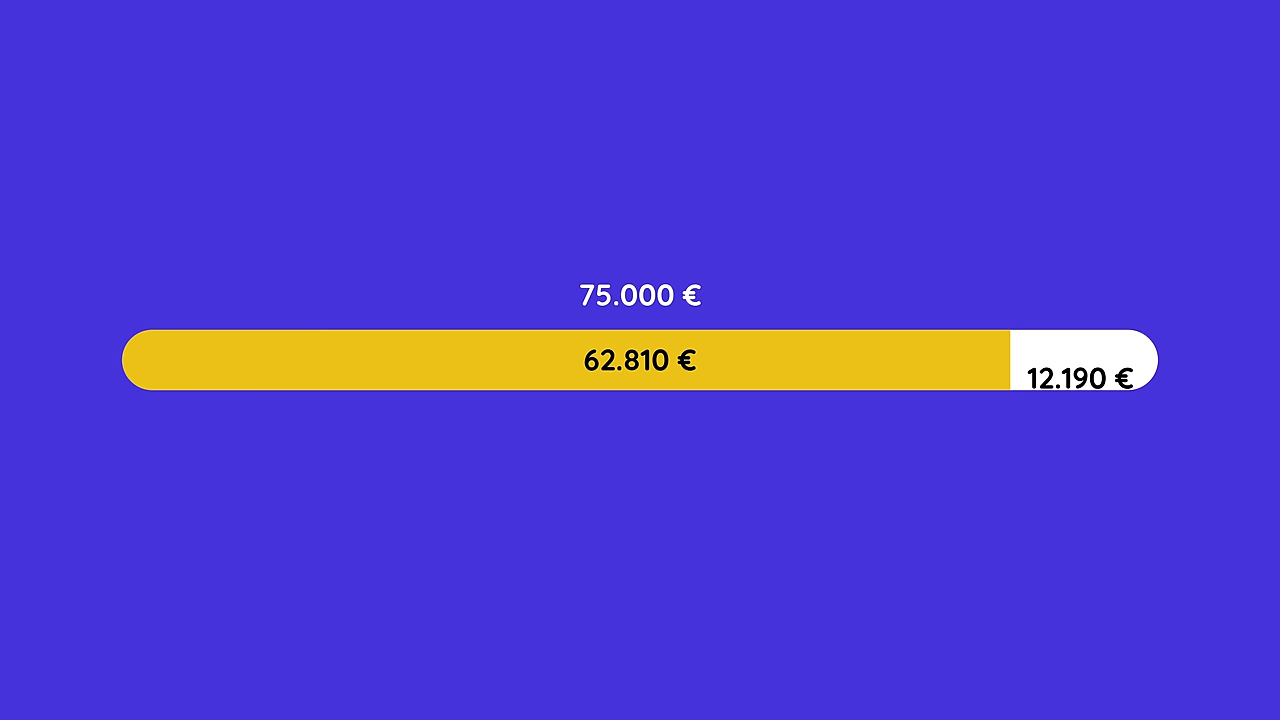 75.000 €
62.810 €
12.190 €